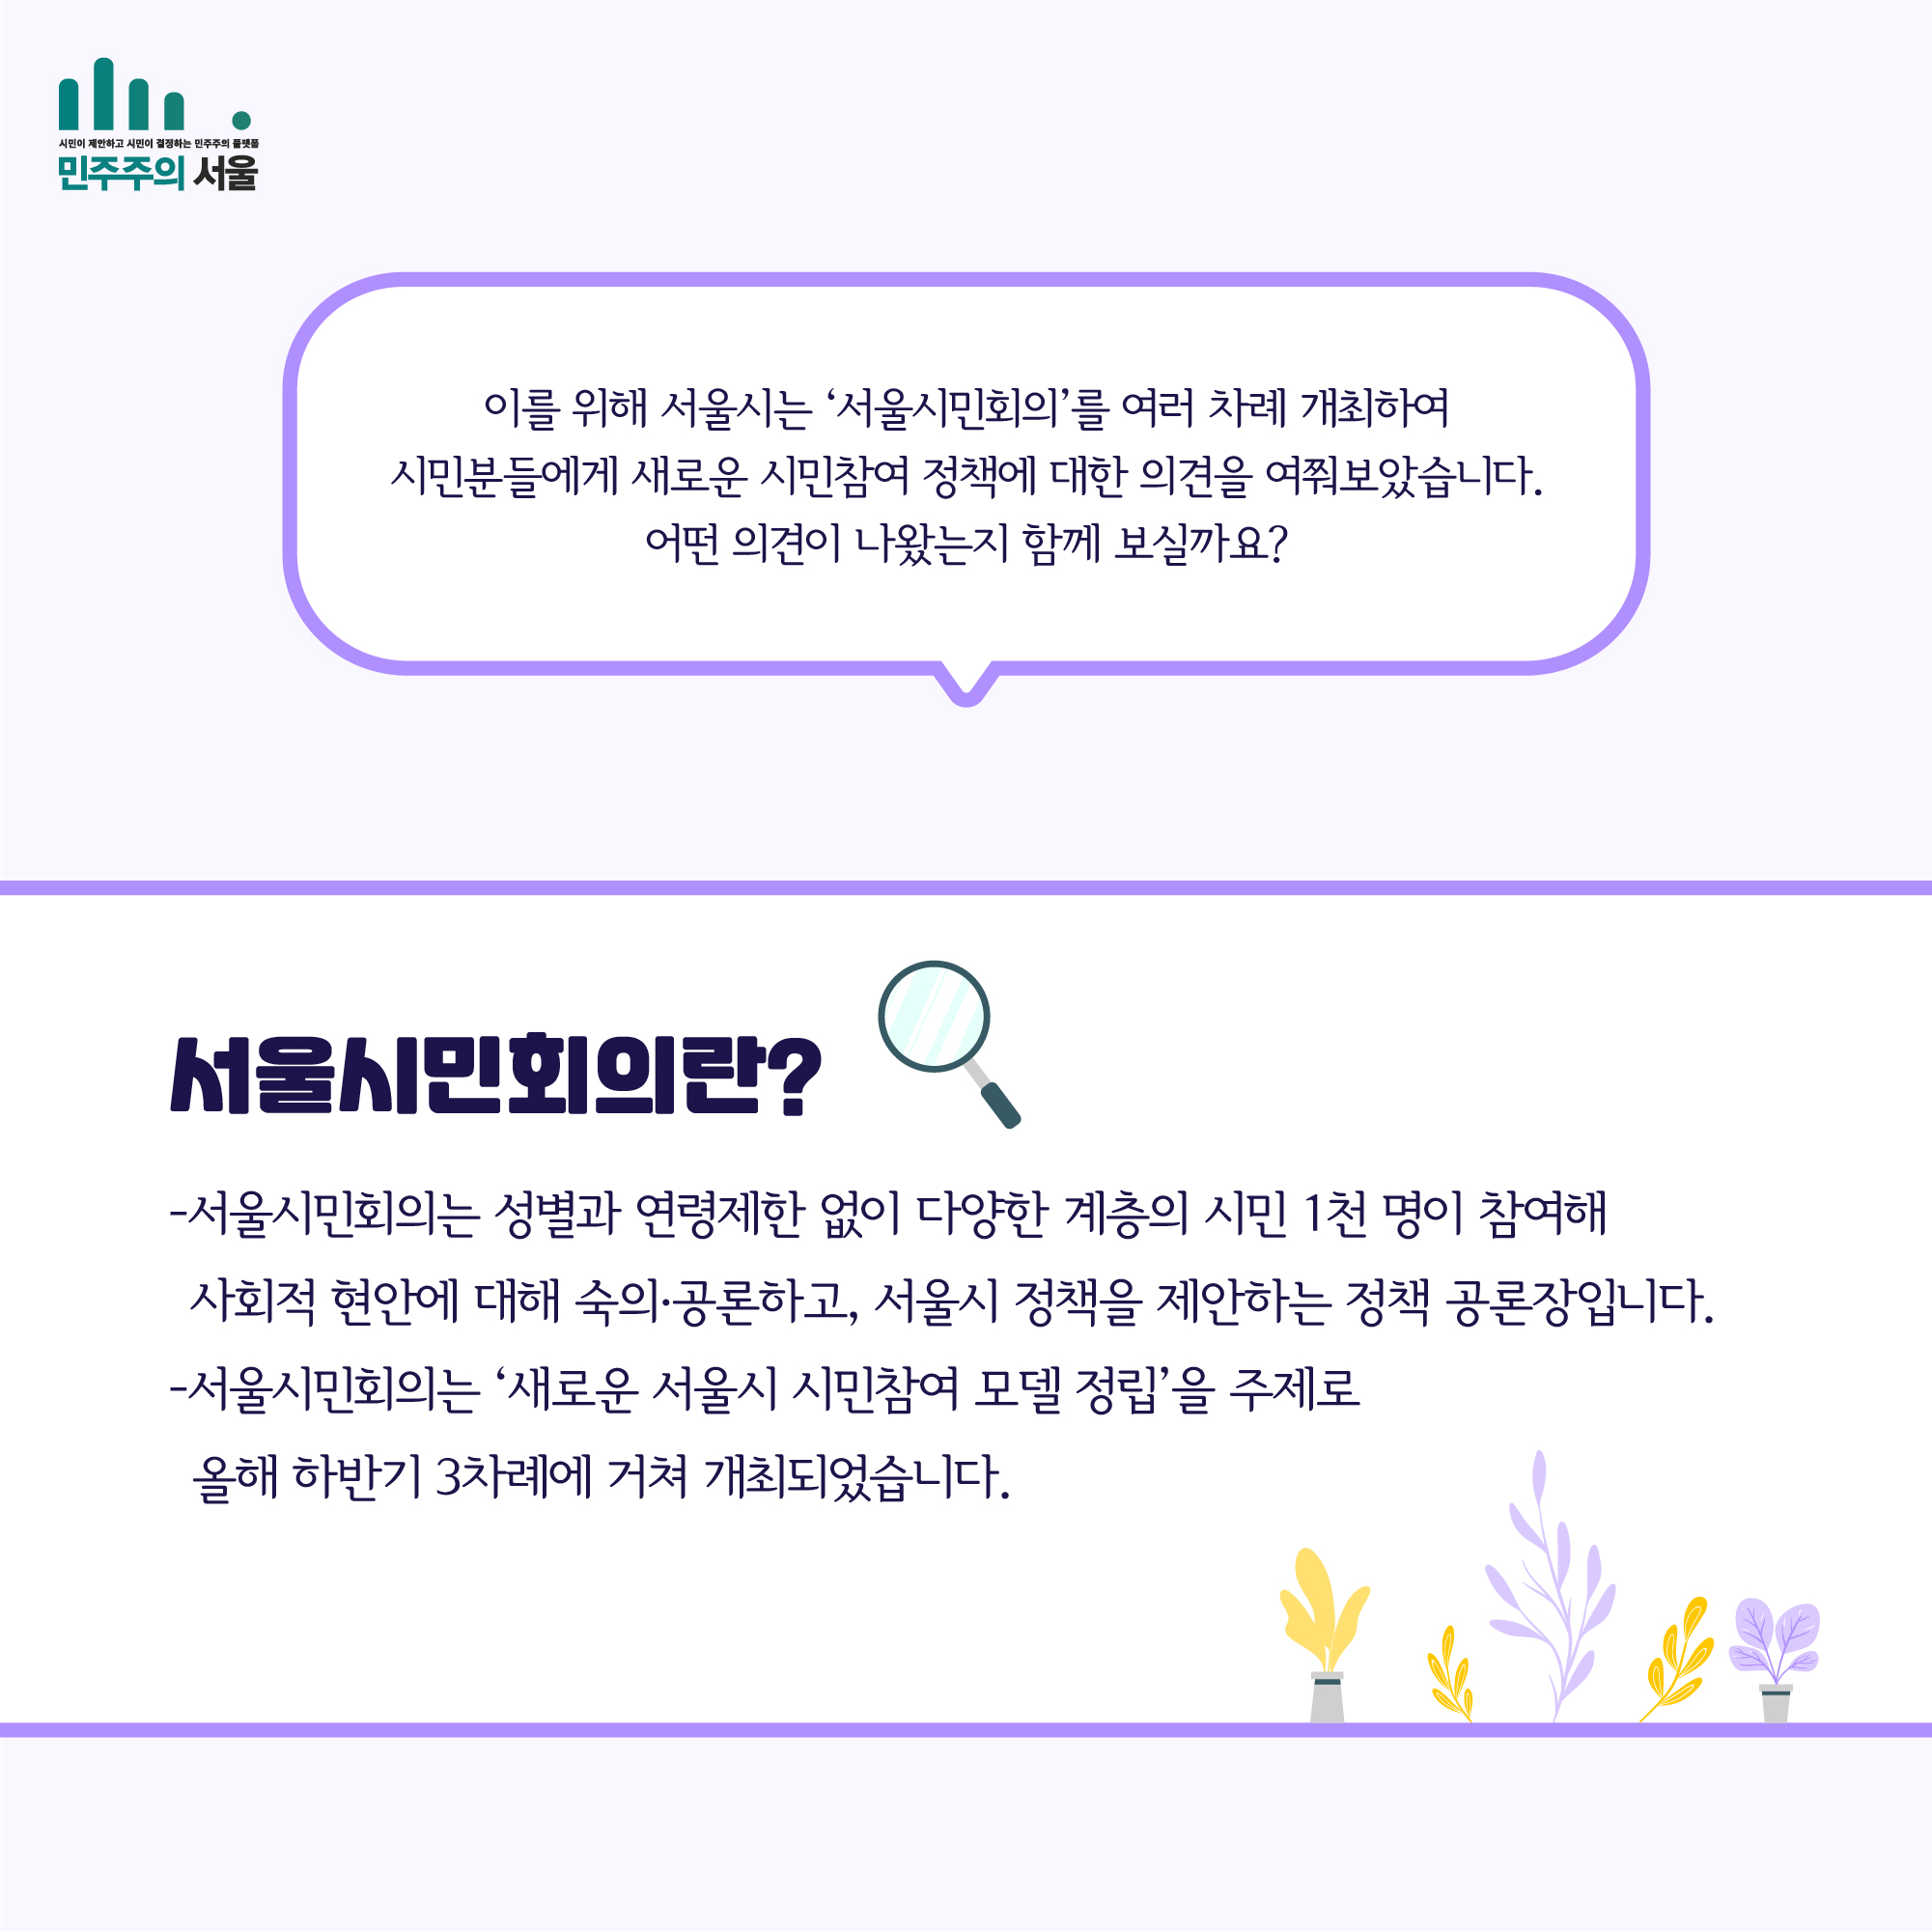 시민이 제안하고 시민이 결정하는 민주주의 플랫폼
민주주의 서울
이를 위해 서울시는 ‘서울시민회의’를 여러 차례 개최하여
시민분들에게 새로운 시민참여 정책에 대한 의견을 여쭤보았습니다.
어떤 의견이 나왔는지 함께 보실까요?
서울시민회의란?
-서울시민회의는 성별과 연령제한 없이 다양한 계층의 시민 1천 명이 참여해
사회적 현안에 대해 숙의·공론하고, 서울시 정책을 제안하는 정책 공론장입니다.
-서울시민회의는 ‘새로운 서울시 시민참여 모델 정립’을 주제로
올해 하반기 3차례에 거쳐 개최되었습니다.